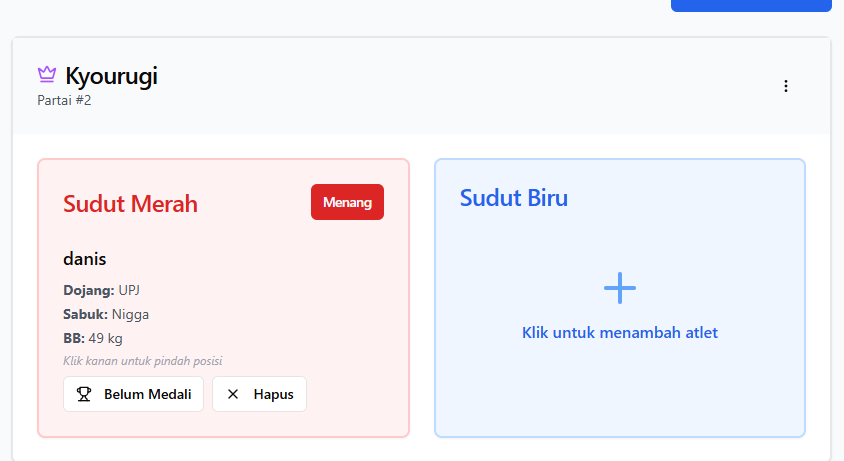 Kyourugi
Partai #2
Sudut Merah
Menang
danis
Dojang: UPJ
Sabuk: Nigga
BB: 49 kg
Klik kanan untuk pindah posisi
Belum Medali
Hapus
Sudut Biru
Klik untuk menambah atlet